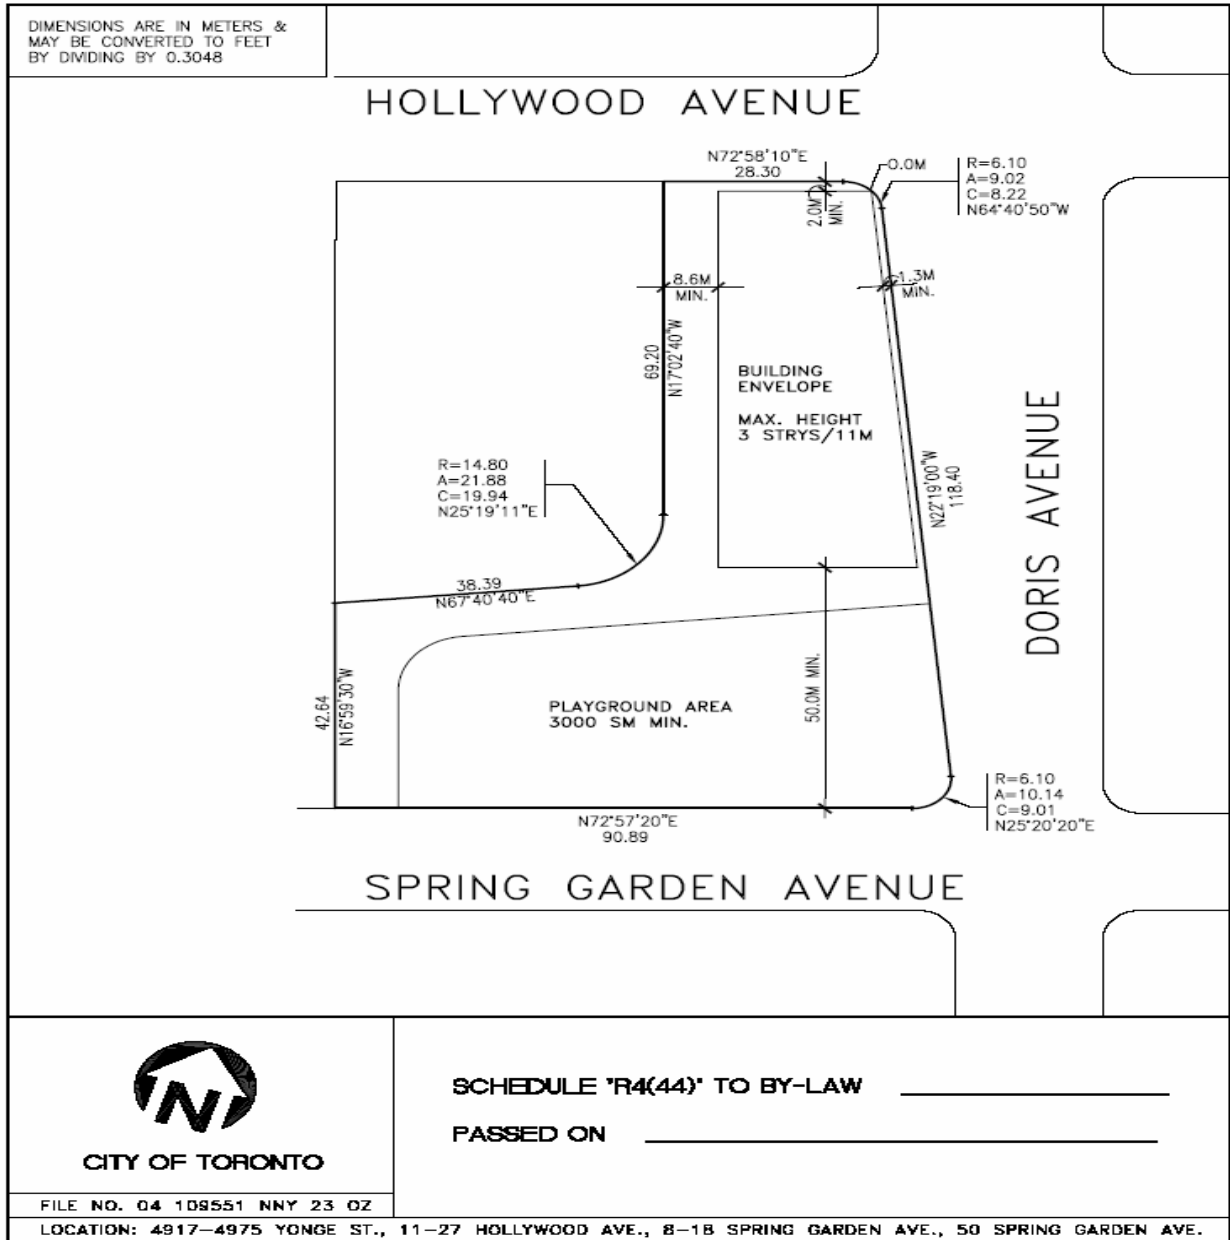 DIMENSIONS ARE IN METERS &
MAY BE CONVERTED TO FEET
BY DIVIDING BY 0.3048
HOLLYWOOD AVENUE
N72°58'10"E
28.30
0.0M
R=6.10
A=9.02
C=8.22
N64°40'50"W
2.0M
MIN.
8.6M
MIN.
1.3M
MIN.
69.20
N17°02'40"W
BUILDING
ENVELOPE
MAX. HEIGHT
3 STRYS/11M
R=14.80
A=21.88
C=19.94
N25°19'11"E
N22°19'00"W
118.40
DORIS AVENUE
38.39
N67°40'40"E
42.64
N16°59'30"W
PLAYGROUND AREA
3000 SM MIN.
50.0M MIN.
R=6.10
A=10.14
C=9.01
N25°20'20"E
N72°57'20"E
90.89
SPRING GARDEN AVENUE
N
CITY OF TORONTO
SCHEDULE "R4(44)" TO BY-LAW
PASSED ON
FILE NO. 04 109551 NNY 23 OZ
LOCATION: 4917-4975 YONGE ST., 11-27 HOLLYWOOD AVE., 8-18 SPRING GARDEN AVE., 50 SPRING GARDEN AVE.